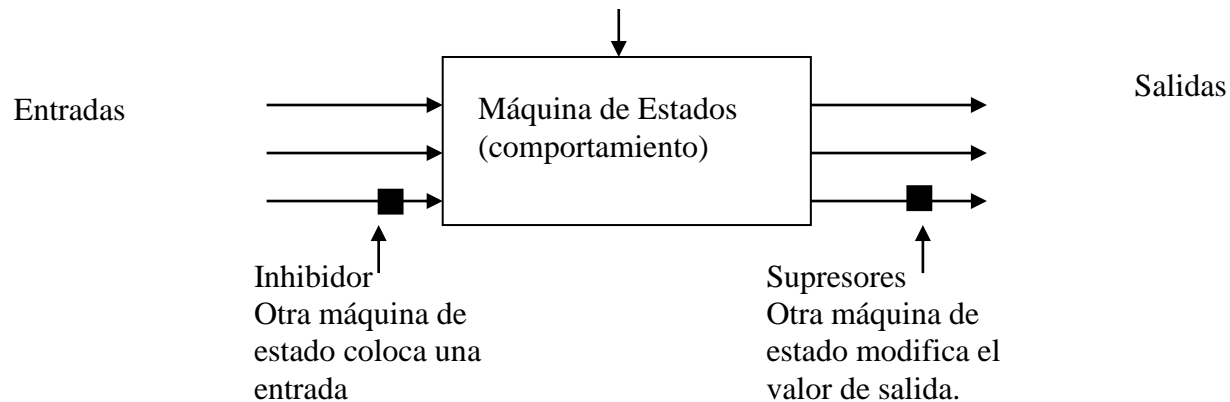 Entradas
Máquina de Estados
(comportamiento)
Salidas
Inhibidor
Otra máquina de
estado coloca una
entrada
Supresores
Otra máquina de
estado modifica el
valor de salida.